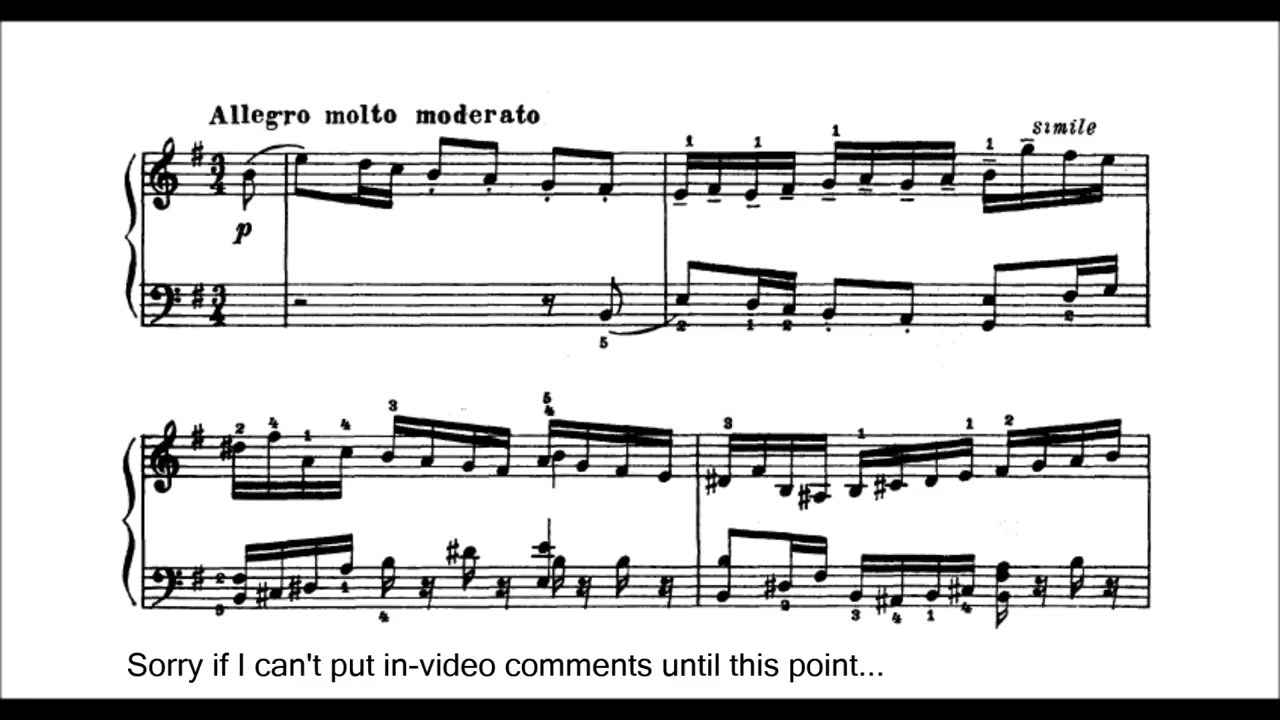 Allegro molto moderato
simile
p
Sorry if I can't put in-video comments until this point...